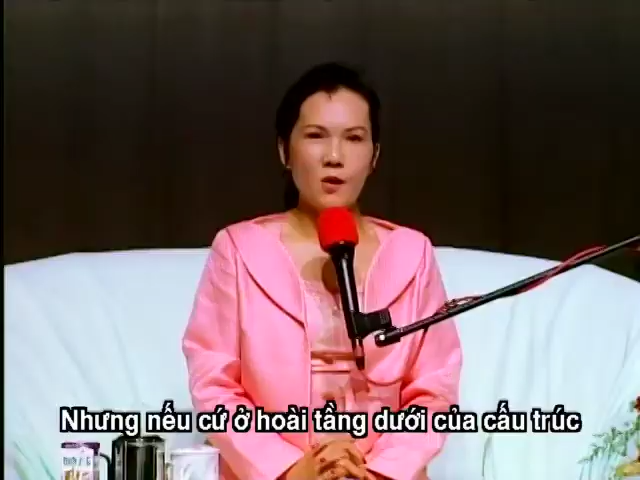 Nhưng nếu cứ ở hoài tầng dưới của cấu trúc